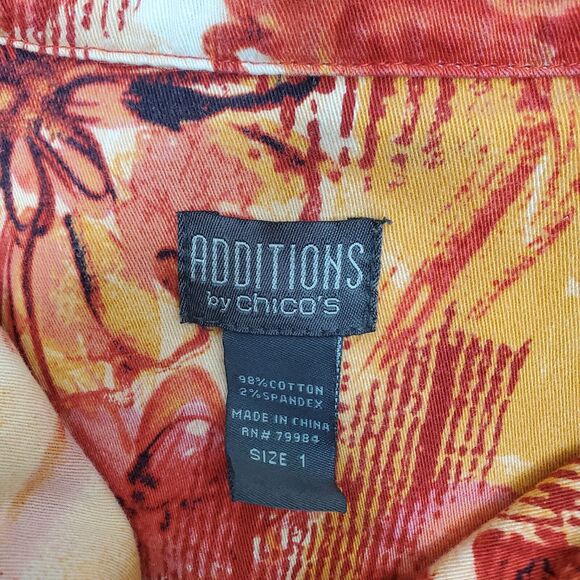 ADDITIONS
by chico's
98% COTTON
2% SPANDEX
MADE IN CHINA
RN# 79984
SIZE 1